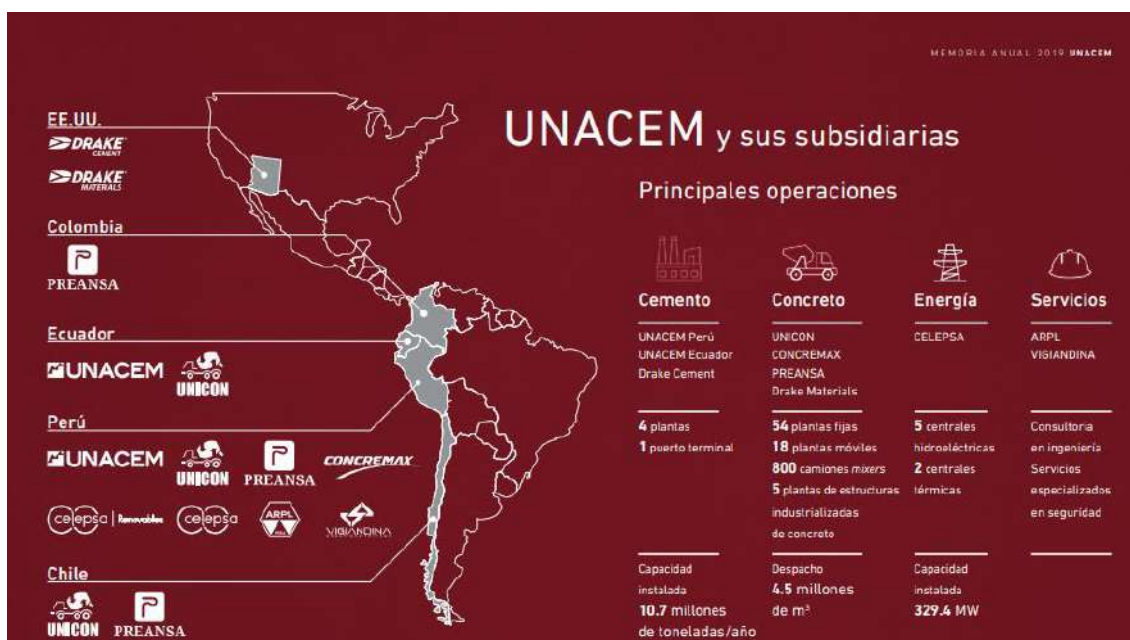 MEMORIA ANUAL 2019 UNACEM
UNACEM y sus subsidiarias
Principales operaciones
EE.UU.
DRAKE
CEMENT
DRAKE
MATERIALS
Colombia
PREANSA
Ecuador
UNACEM
UNICON
Perú
UNACEM
UNICON
PREANSA
CONCREMAX
celepsa Renovables
celepsa
ARPL
VIGIANDINA
Chile
UNICON
PREANSA
Cemento
UNACEM Perú
UNACEM Ecuador
Drake Cement
4 plantas
1 puerto terminal
Capacidad
instalada
10.7 millones
de toneladas/año
Concreto
UNICON
CONCREMAX
PREANSA
Drake Materials
54 plantas fijas
18 plantas móviles
800 camiones mixers
5 plantas de estructuras
industrializadas
de concreto
Despacho
4.5 millones
de m³
Energía
CELEPSA
5 centrales
hidroeléctricas
2 centrales
térmicas
Capacidad
instalada
329.4 MW
Servicios
ARPL
VIGIANDINA
Consultoria
en ingeniería
Servicios
especializados
en seguridad